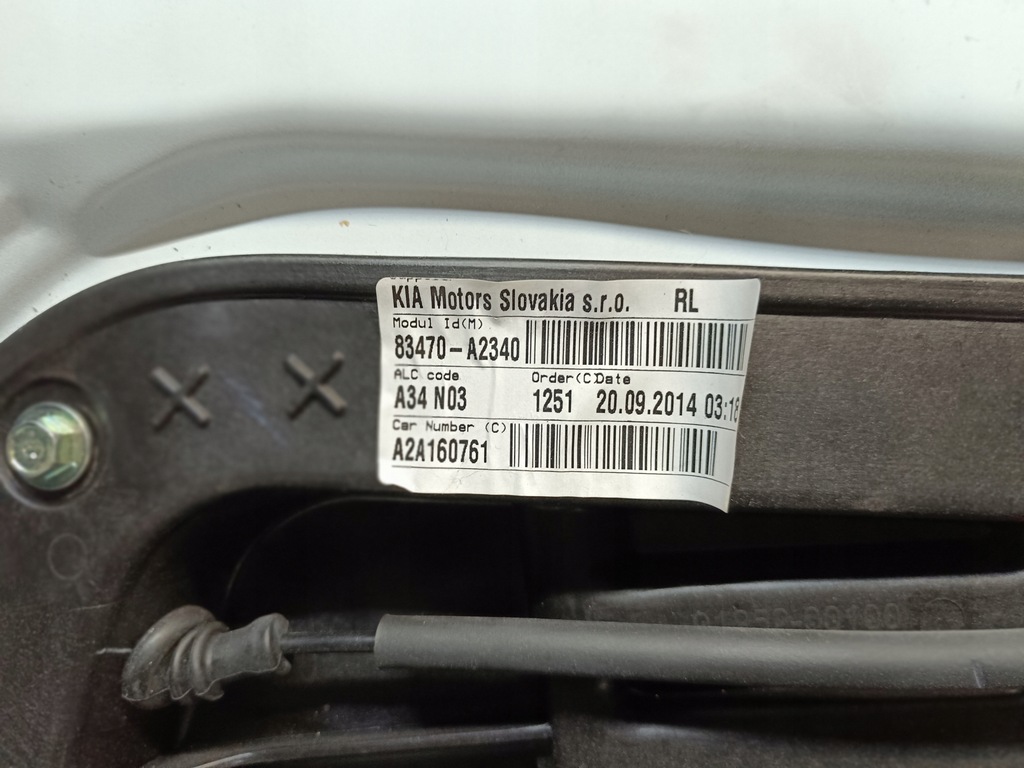 KIA Motors Slovakia s.r.o. RL
Modul Id(M)
83470-A2340
ALC code Order(C)Date
A34 N03 1251 20.09.2014
Car Number (C)
A2A160761